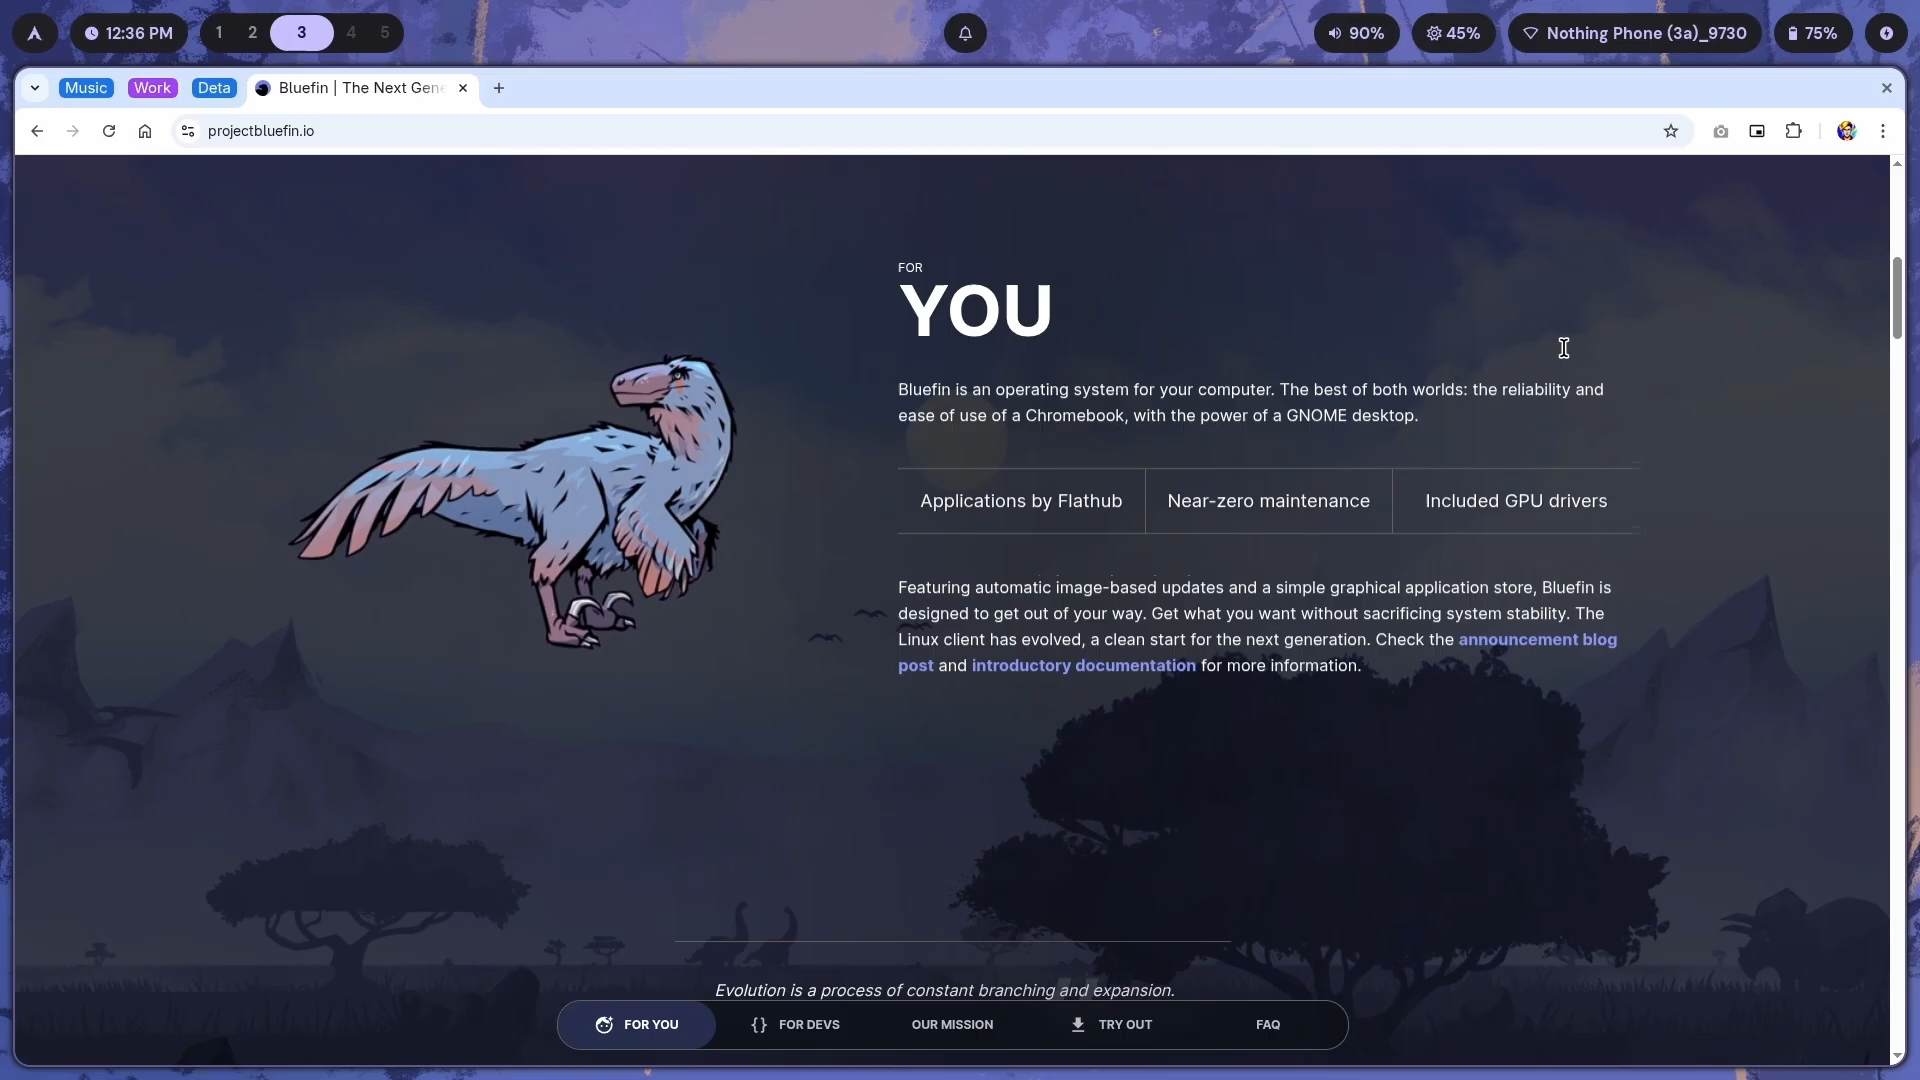 12:36 PM 1 2 3 4 5 90% 45% Nothing Phone (3a)_9730 75%
Music Work Deta Bluefin | The Next Gen
projectbluefin.io
FOR
YOU
Bluefin is an operating system for your computer. The best of both worlds: the reliability and
ease of use of a Chromebook, with the power of a GNOME desktop.
Applications by Flathub Near-zero maintenance Included GPU drivers
Featuring automatic image-based updates and a simple graphical application store, Bluefin is
designed to get out of your way. Get what you want without sacrificing system stability. The
Linux client has evolved, a clean start for the next generation. Check the announcement blog
post and introductory documentation for more information.
Evolution is a process of constant branching and expansion.
FOR YOU {} FOR DEVS OUR MISSION TRY OUT FAQ